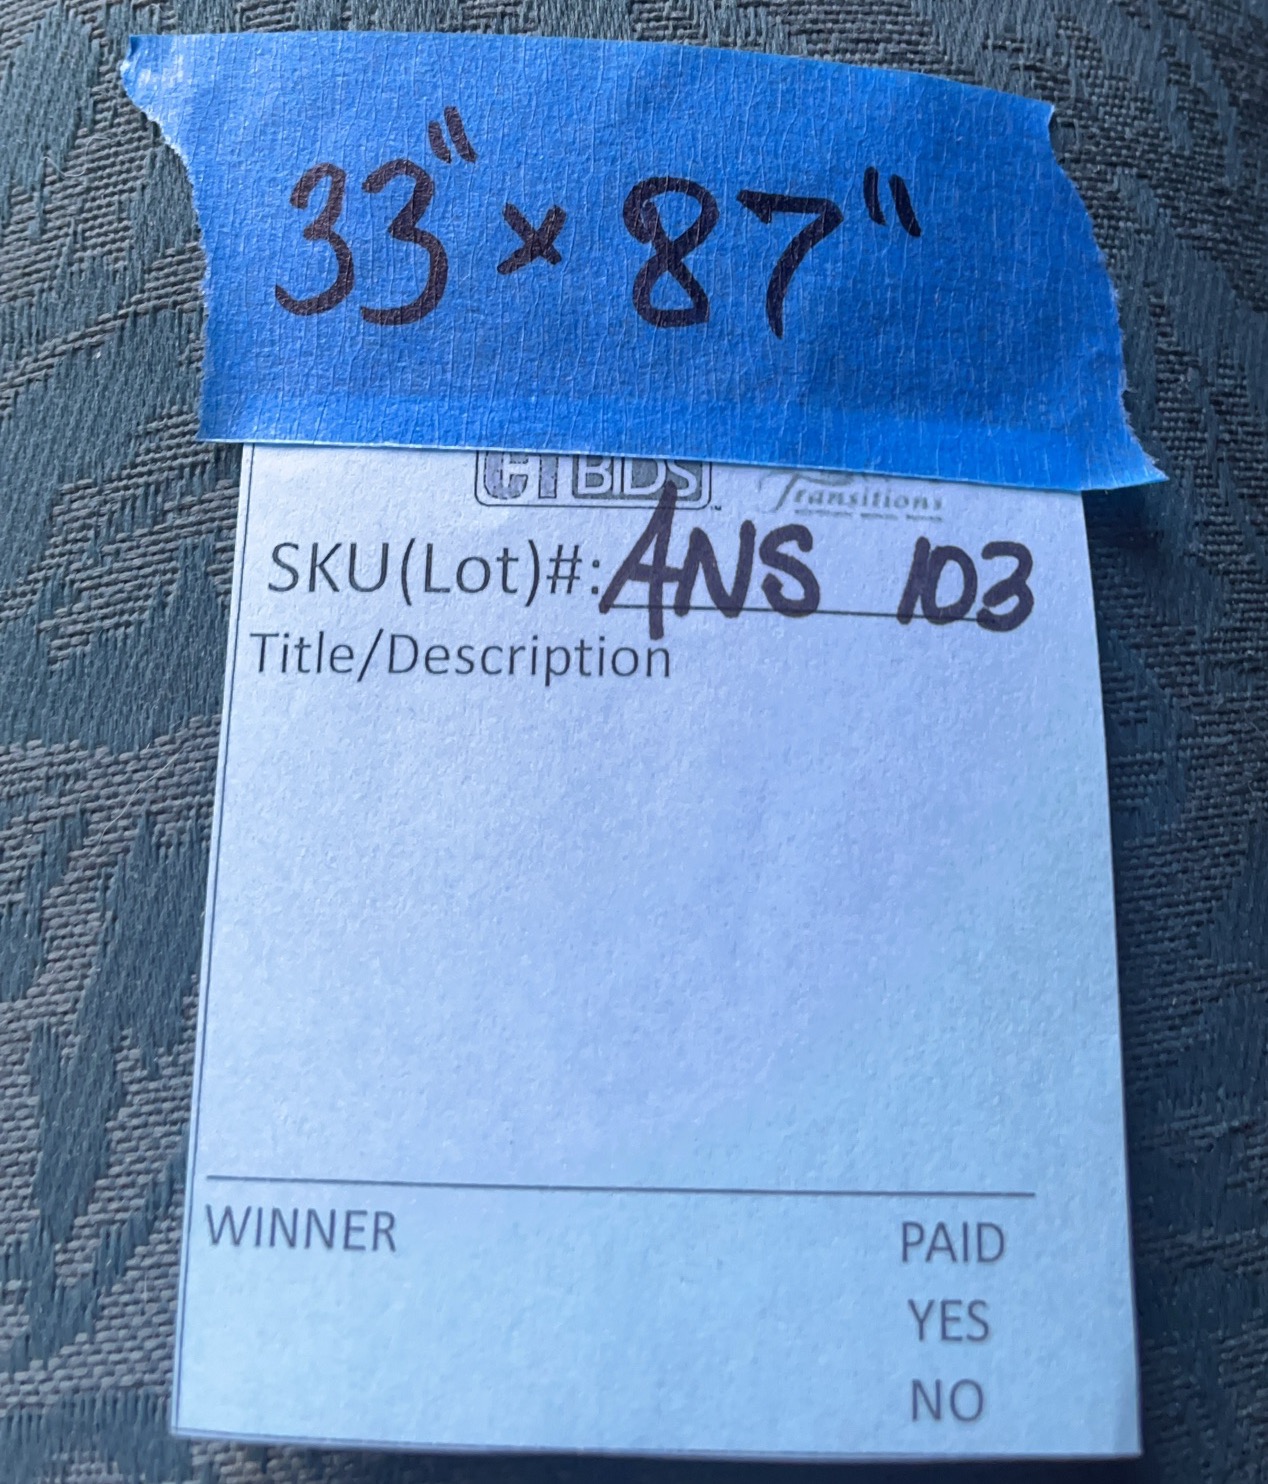 33" x 87"
CTBIDS
Transitions
SKU(Lot)#: ANS 103
Title/Description
WINNER
PAID
YES
NO